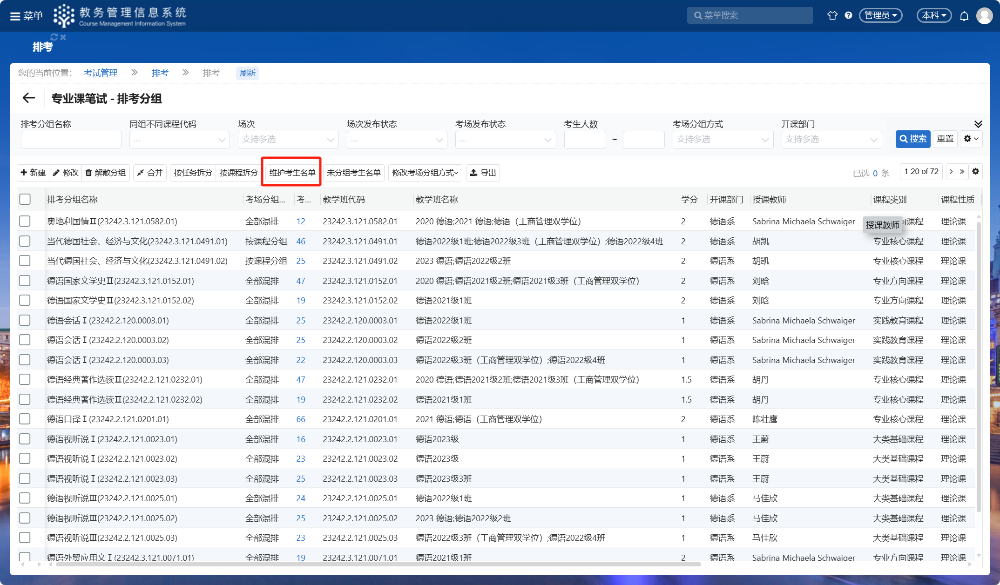 菜单 教务管理信息系统 菜单搜索 管理员 本科
Course Management Information System
排考
您的当前位置： 考试管理 排考 排考 刷新
专业课笔试 - 排考分组
排考分组名称 同组不同课程代码 场次 场次发布状态 考场发布状态 考生人数 考场分组方式 开课部门
... 支持多选 ... ... ~ 支持多选 支持多选 搜索 重置
新建 修改 解散分组 合并 按任务拆分 按课程拆分 维护考生名单 未分组考生名单 修改考场分组方式 导出 已选 0 条 1-20 of 72
排考分组名称 考场分组... 考... 教学班代码 教学班名称 学分 开课部门 授课教师 课程类别 课程性质
奥地利国情Ⅱ(23242.3.121.0582.01) 全部混排 12 23242.3.121.0582.01 2020 德语;2021 德语;德语（工商管理双学位） 2 德语系 Sabrina Michaela Schwaiger 向课程 理论课
授课教师
当代德国社会、经济与文化(23242.3.121.0491.01) 按课程分组 46 23242.3.121.0491.01 德语2022级1班;德语2022级3班（工商管理双学位）;德语2022级4班 2 德语系 胡凯 专业核心课程 理论课
当代德国社会、经济与文化(23242.3.121.0491.02) 按课程分组 25 23242.3.121.0491.02 2023 德语;德语2022级2班 2 德语系 胡凯 专业核心课程 理论课
德语国家文学史Ⅱ(23242.3.121.0152.01) 全部混排 47 23242.3.121.0152.01 2020 德语;德语2021级2班;德语2021级3班（工商管理双学位） 2 德语系 刘晗 专业方向课程 理论课
德语国家文学史Ⅱ(23242.3.121.0152.02) 全部混排 19 23242.3.121.0152.02 德语2021级1班 2 德语系 刘晗 专业方向课程 理论课
德语会话Ⅰ(23242.2.120.0003.01) 全部混排 25 23242.2.120.0003.01 德语2022级1班 1 德语系 Sabrina Michaela Schwaiger 实践教育课程 理论课
德语会话Ⅰ(23242.2.120.0003.02) 全部混排 25 23242.2.120.0003.02 德语2022级2班 1 德语系 Sabrina Michaela Schwaiger 实践教育课程 理论课
德语会话Ⅰ(23242.2.120.0003.03) 全部混排 22 23242.2.120.0003.03 德语2022级3班（工商管理双学位）;德语2022级4班 1 德语系 Sabrina Michaela Schwaiger 实践教育课程 理论课
德语经典著作选读Ⅱ(23242.2.121.0232.01) 全部混排 47 23242.2.121.0232.01 2020 德语;德语2021级2班;德语2021级3班（工商管理双学位） 1.5 德语系 胡丹 专业核心课程 理论课
德语经典著作选读Ⅱ(23242.2.121.0232.02) 全部混排 19 23242.2.121.0232.02 德语2021级1班 1.5 德语系 胡丹 专业核心课程 理论课
德语口译Ⅰ(23242.2.121.0201.01) 全部混排 66 23242.2.121.0201.01 2021 德语;德语（工商管理双学位） 2 德语系 陈壮鹰 专业核心课程 理论课
德语视听说Ⅰ(23242.2.121.0023.01) 全部混排 16 23242.2.121.0023.01 德语2023级 1 德语系 王蔚 大类基础课程 理论课
德语视听说Ⅰ(23242.2.121.0023.02) 全部混排 23 23242.2.121.0023.02 德语2023级 1 德语系 王蔚 大类基础课程 理论课
德语视听说Ⅰ(23242.2.121.0023.03) 全部混排 25 23242.2.121.0023.03 德语2023级3班 1 德语系 王蔚 大类基础课程 理论课
德语视听说Ⅲ(23242.2.121.0025.01) 全部混排 24 23242.2.121.0025.01 德语2022级1班 1 德语系 马佳欣 大类基础课程 理论课
德语视听说Ⅲ(23242.2.121.0025.02) 全部混排 25 23242.2.121.0025.02 2023 德语;德语2022级2班 1 德语系 马佳欣 大类基础课程 理论课
德语视听说Ⅲ(23242.2.121.0025.03) 全部混排 23 23242.2.121.0025.03 德语2022级3班（工商管理双学位）;德语2022级4班 1 德语系 马佳欣 大类基础课程 理论课
德语外贸应用文Ⅰ(23242.3.121.0071.01) 全部混排 19 23242.3.121.0071.01 德语2021级1班 2 德语系 Sabrina Michaela Schwaiger 专业方向课程 理论课